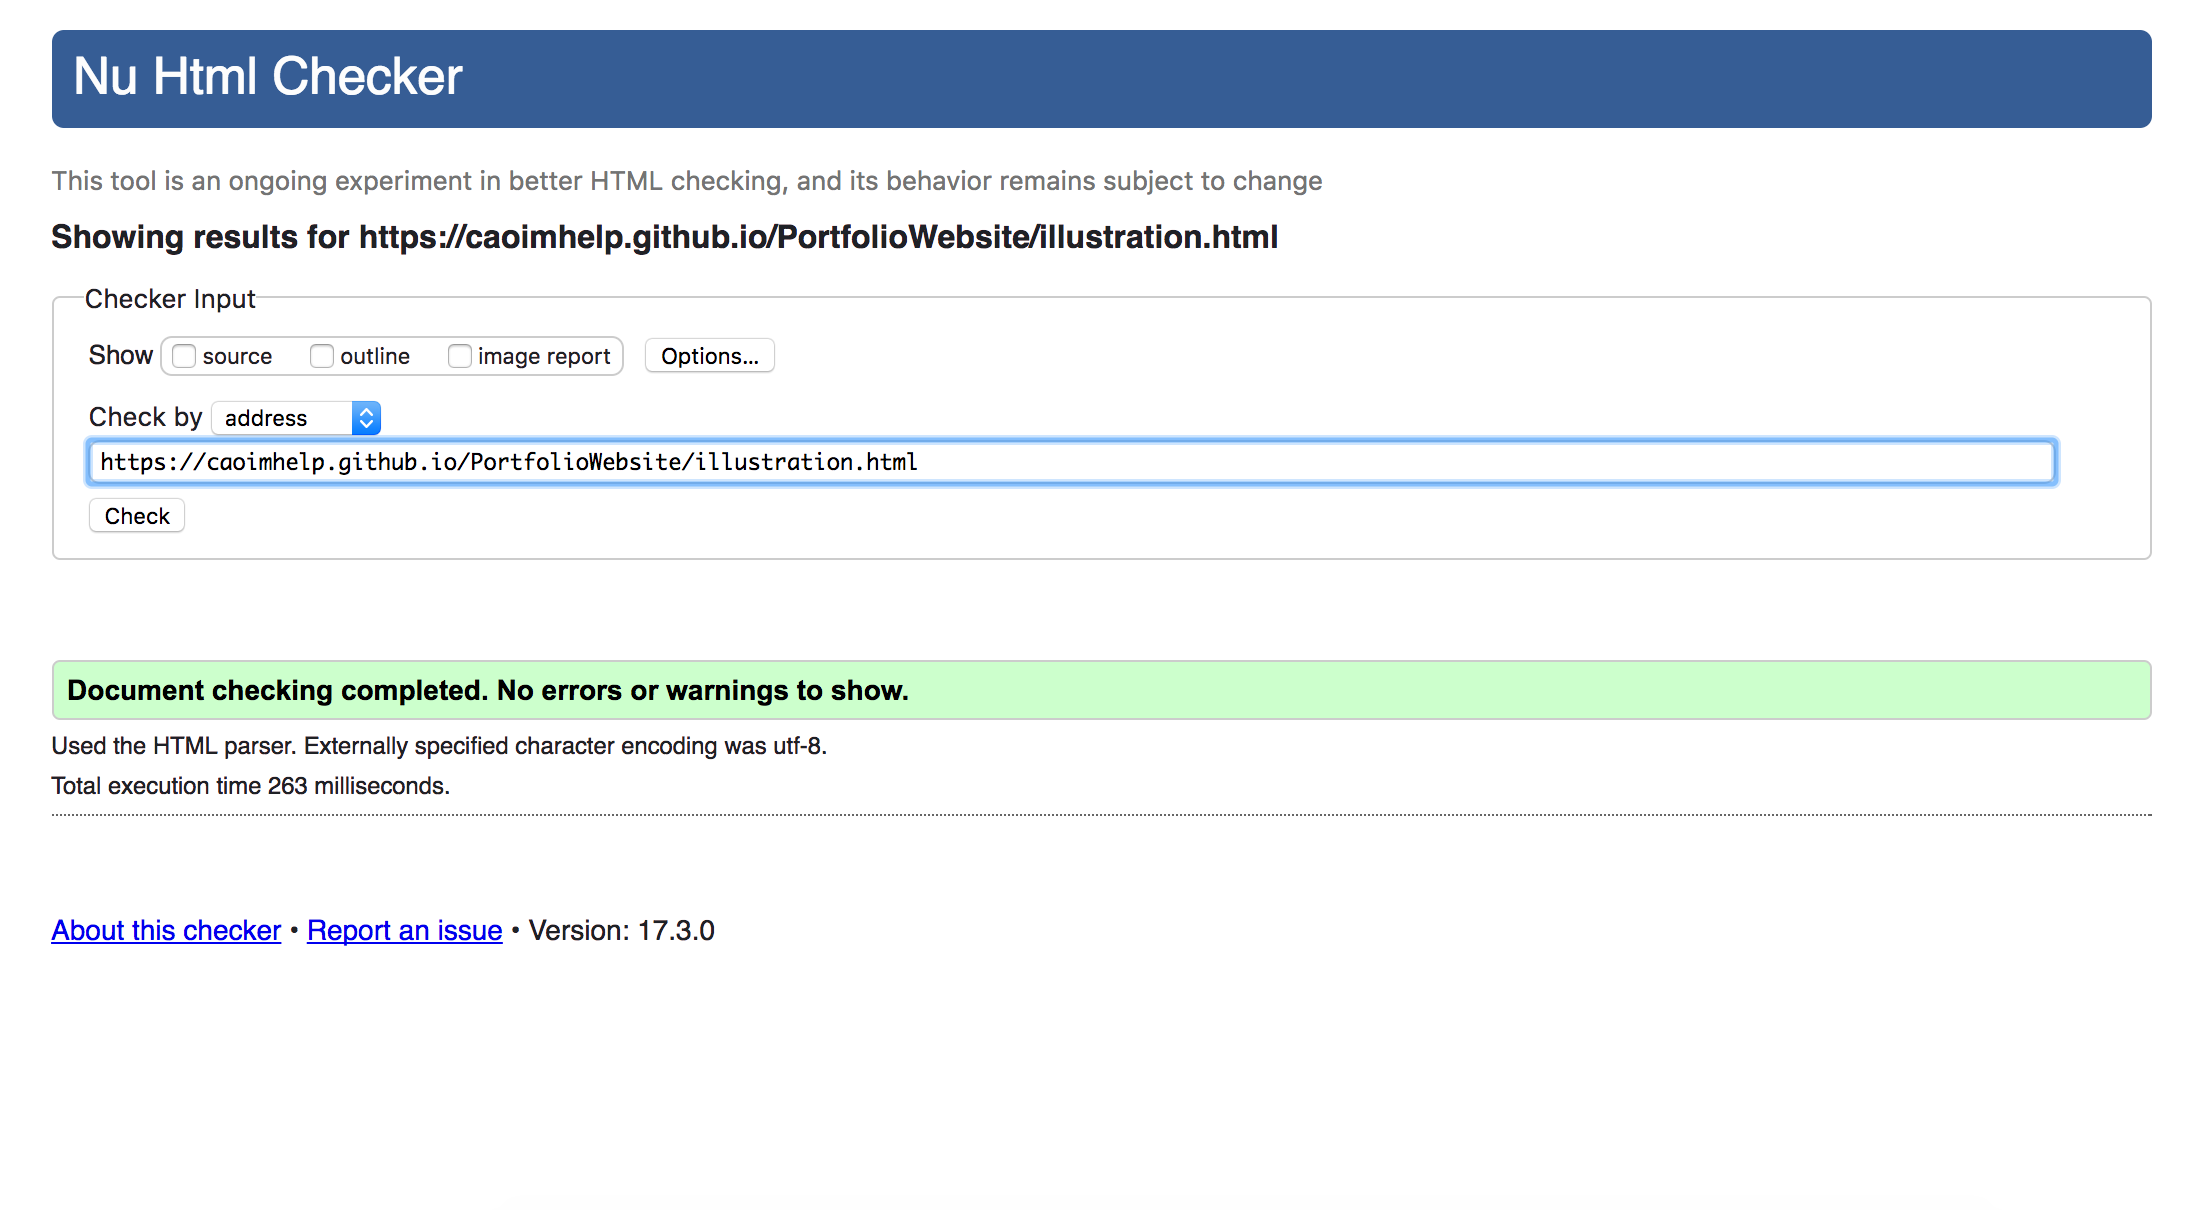 Nu Html Checker
This tool is an ongoing experiment in better HTML checking, and its behavior remains subject to change
Showing results for https://caoimhelp.github.io/PortfolioWebsite/illustration.html
Checker Input
Show source outline image report Options...
Check by address
https://caoimhelp.github.io/PortfolioWebsite/illustration.html
Check
Document checking completed. No errors or warnings to show.
Used the HTML parser. Externally specified character encoding was utf-8.
Total execution time 263 milliseconds.
About this checker • Report an issue • Version: 17.3.0